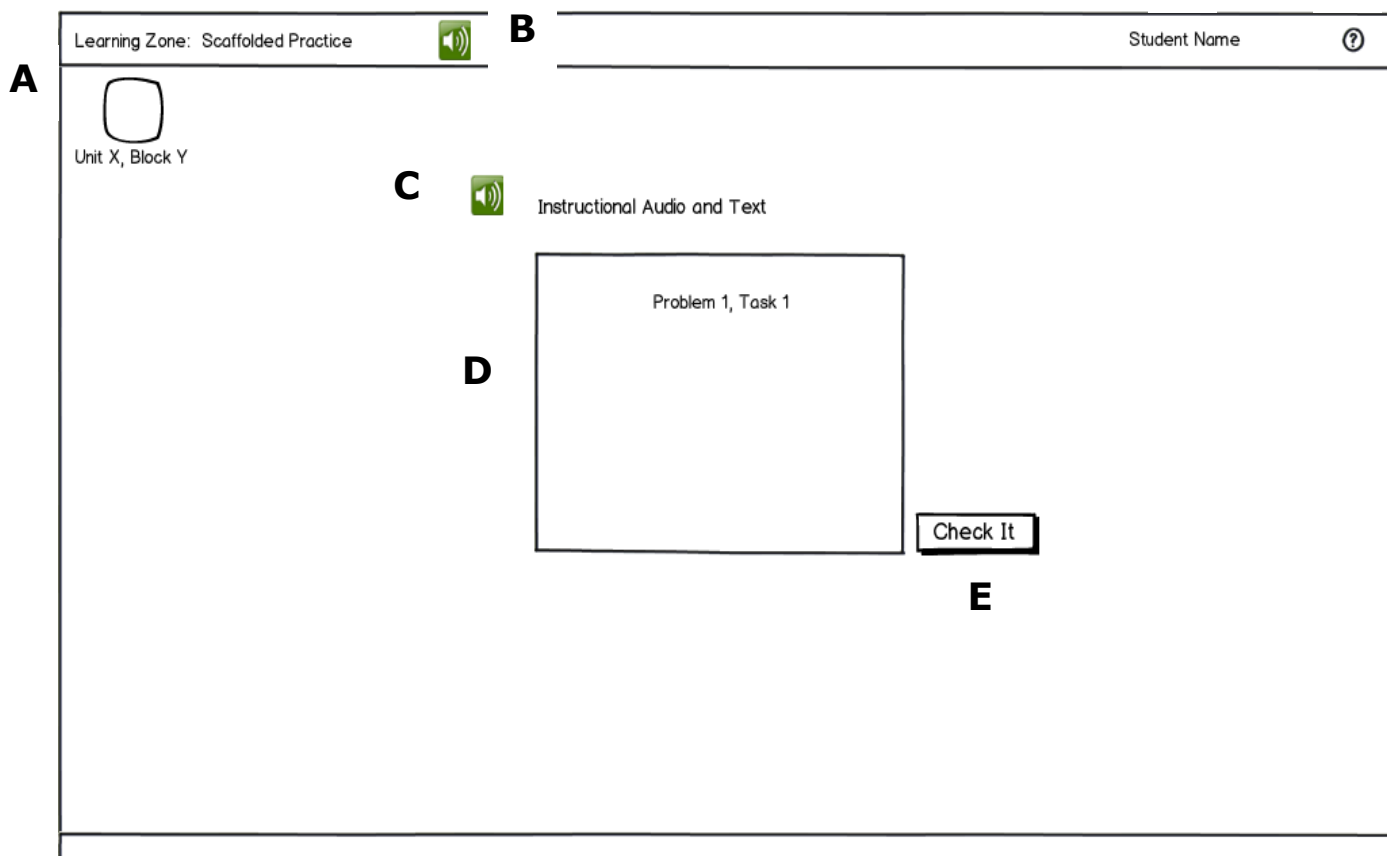 Learning Zone: Scaffolded Practice
B
Student Name
?
A
Unit X, Block Y
C
Instructional Audio and Text
Problem 1, Task 1
D
Check It
E